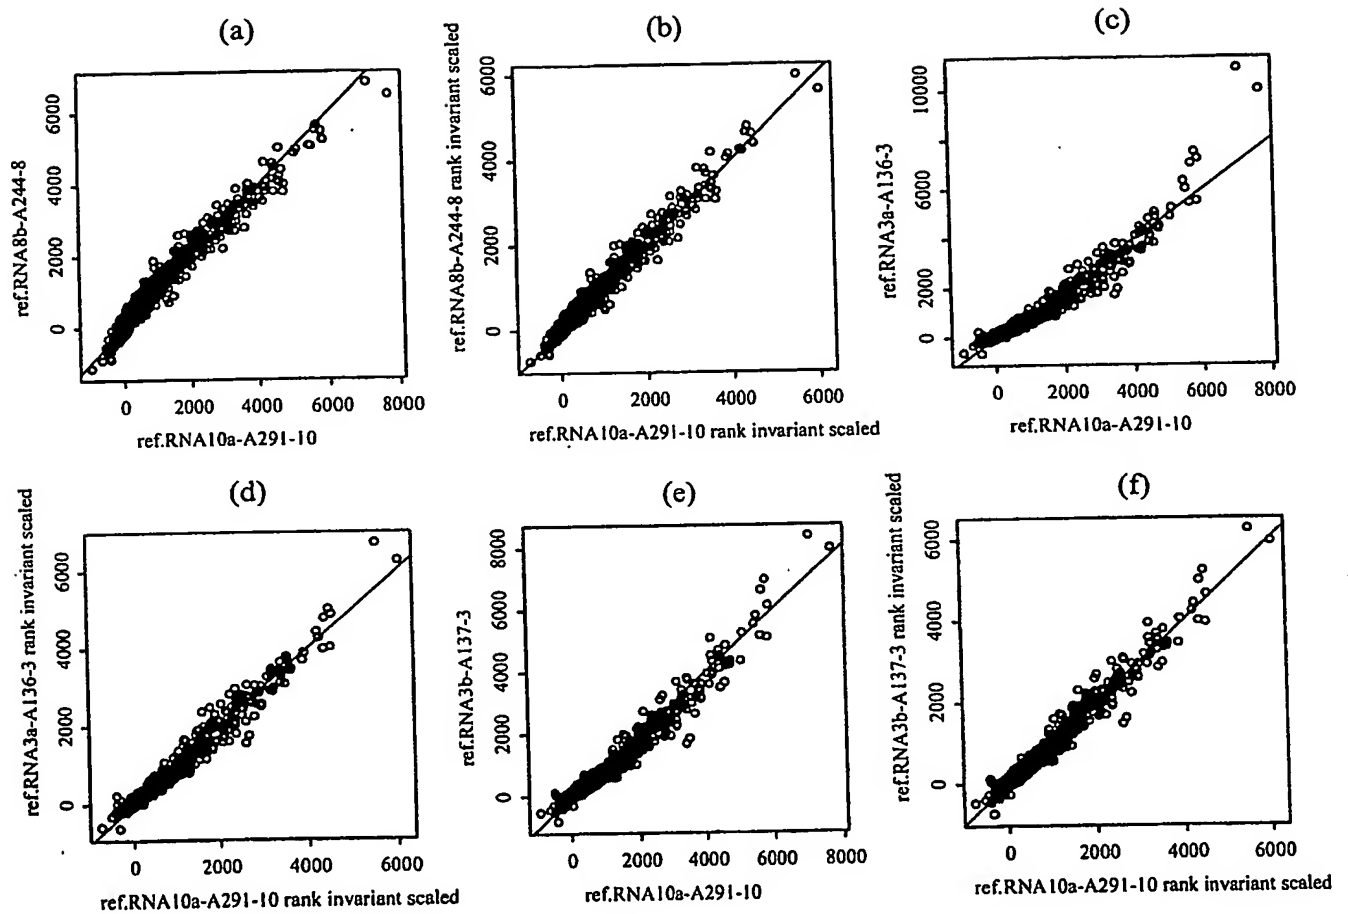 (a)
ref.RNA8b-A244-8
6000
4000
2000
0
0 2000 4000 6000 8000
ref.RNA10a-A291-10
(b)
ref.RNA8b-A244-8 rank invariant scaled
6000
4000
2000
0
0 2000 4000 6000
ref.RNA10a-A291-10 rank invariant scaled
(c)
ref.RNA3a-A136-3
10000
6000
2000
0
0 2000 4000 6000 8000
ref.RNA10a-A291-10
(d)
ref.RNA3a-A136-3 rank invariant scaled
6000
4000
2000
0
0 2000 4000 6000
ref.RNA10a-A291-10 rank invariant scaled
(e)
ref.RNA3b-A137-3
8000
6000
4000
2000
0
0 2000 4000 6000 8000
ref.RNA10a-A291-10
(f)
ref.RNA3b-A137-3 rank invariant scaled
6000
4000
2000
0
0 2000 4000 6000
ref.RNA10a-A291-10 rank invariant scaled